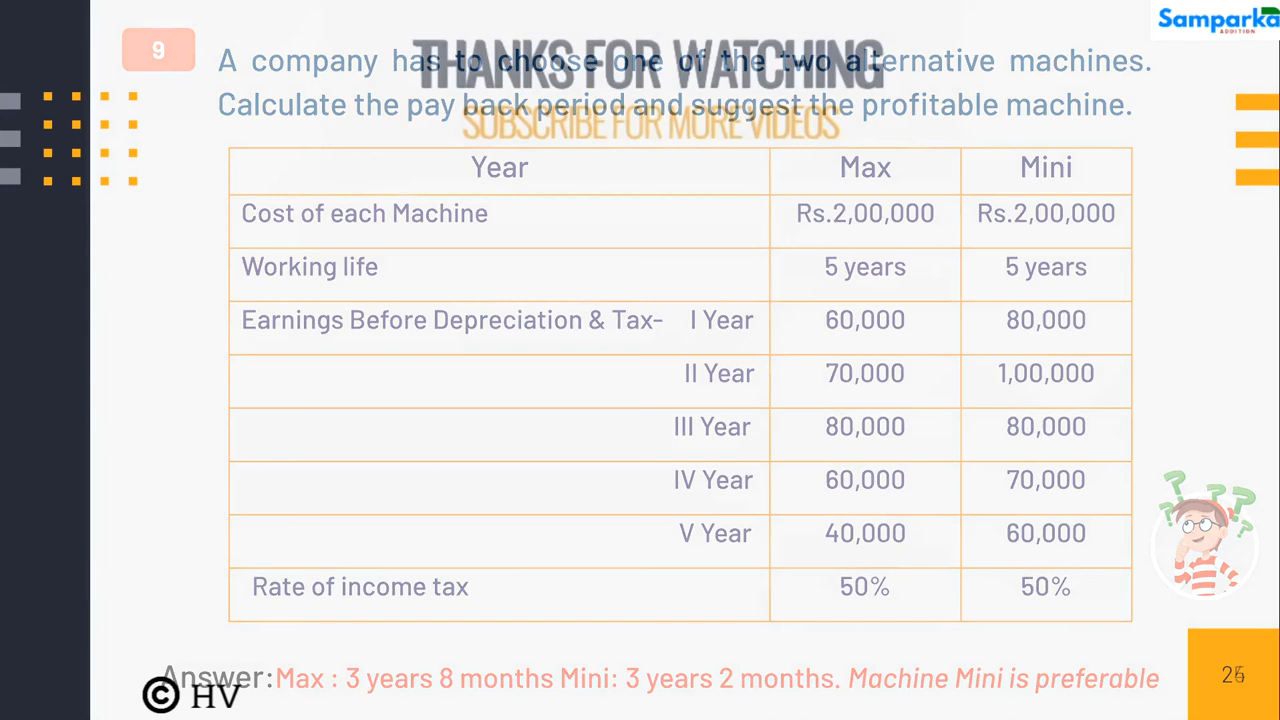 Samparka
ADDITION
9
THANKS FOR WATCHING
A company has to choose one of the two alternative machines.
Calculate the pay back period and suggest the profitable machine.
SUBSCRIBE FOR MORE VIDEOS
Year Max Mini
Cost of each Machine Rs.2,00,000 Rs.2,00,000
Working life 5 years 5 years
Earnings Before Depreciation & Tax- I Year 60,000 80,000
II Year 70,000 1,00,000
III Year 80,000 80,000
IV Year 60,000 70,000
V Year 40,000 60,000
Rate of income tax 50% 50%
Answer: Max : 3 years 8 months Mini: 3 years 2 months. Machine Mini is preferable
© HV